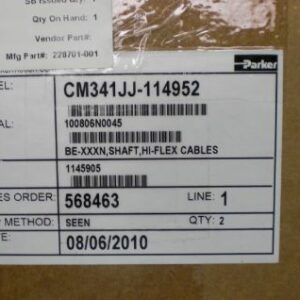 SB Issued Qty: 1
Qty On Hand: 1
Vendor Part#:
Mfg Part#: 228701-001
Parker
EL: CM341JJ-114952
AL: 100806N0045
BE-XXXN,SHAFT,HI-FLEX CABLES
1145905
ES ORDER: 568463 LINE: 1
P METHOD: SEEN QTY: 2
TE: 08/06/2010